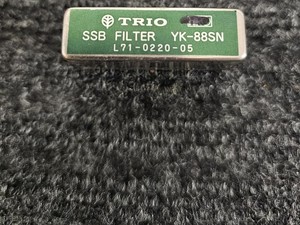 TRIO
SSB FILTER YK-88SN
L71-0220-05